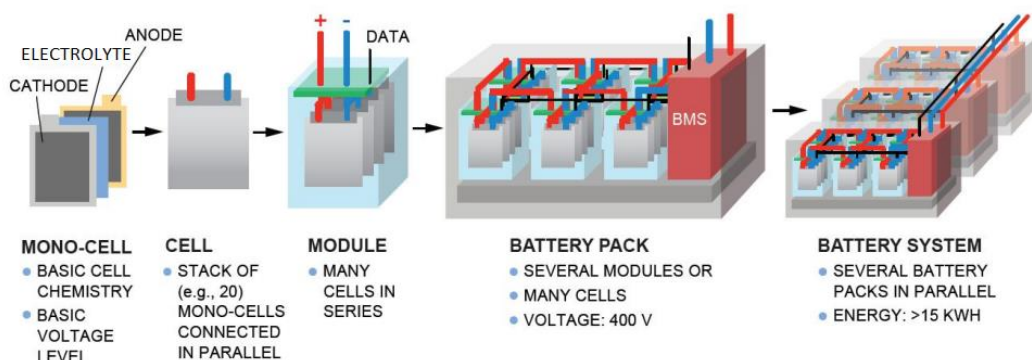 ANODE
ELECTROLYTE
CATHODE
+ -
DATA
BMS
MONO-CELL
● BASIC CELL
CHEMISTRY
● BASIC
VOLTAGE
LEVEL
CELL
● STACK OF
(e.g., 20)
MONO-CELLS
CONNECTED
IN PARALLEL
MODULE
● MANY
CELLS IN
SERIES
BATTERY PACK
● SEVERAL MODULES OR
● MANY CELLS
● VOLTAGE: 400 V
BATTERY SYSTEM
● SEVERAL BATTERY
PACKS IN PARALLEL
● ENERGY: >15 KWH